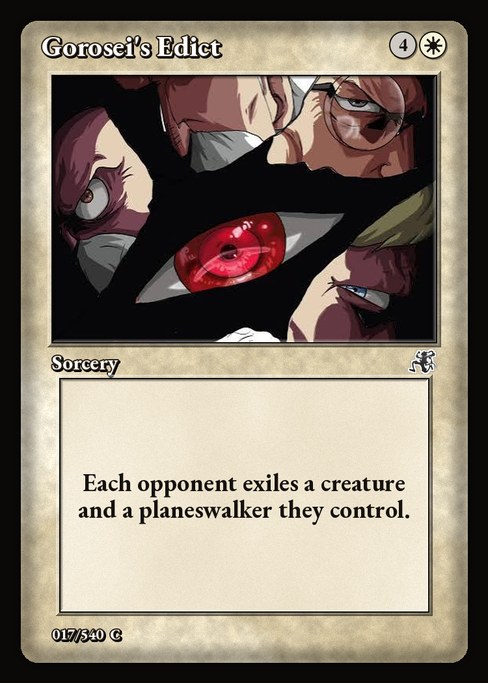 Gorosei's Edict
4
Sorcery
Each opponent exiles a creature
and a planeswalker they control.
017/540 C